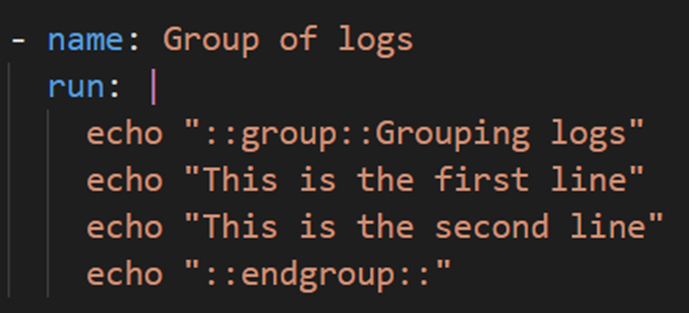 - name: Group of logs
run: |
echo "::group::Grouping logs"
echo "This is the first line"
echo "This is the second line"
echo "::endgroup::"